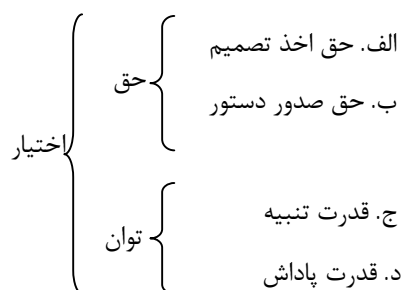 الف. حق اخذ تصمیم
حق
ب. حق صدور دستور
اختیار
ج. قدرت تنبیه
توان
د. قدرت پاداش